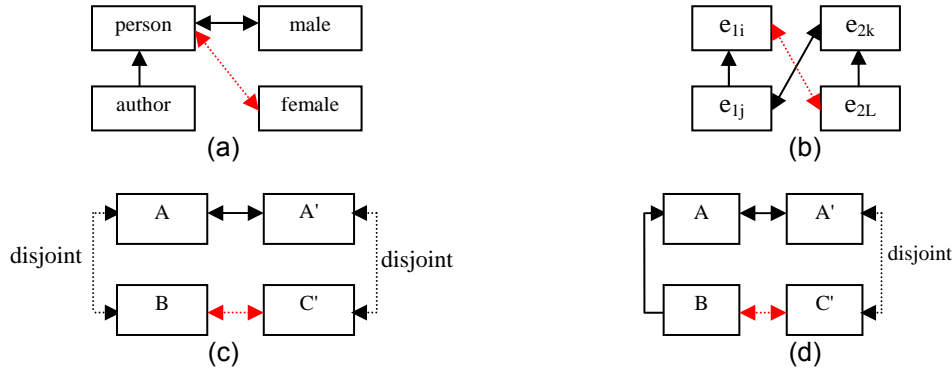 person male
author female
(a)
e1i e2k
e1j e2L
(b)
A A'
disjoint disjoint
B C'
(c)
A A'
disjoint
B C'
(d)